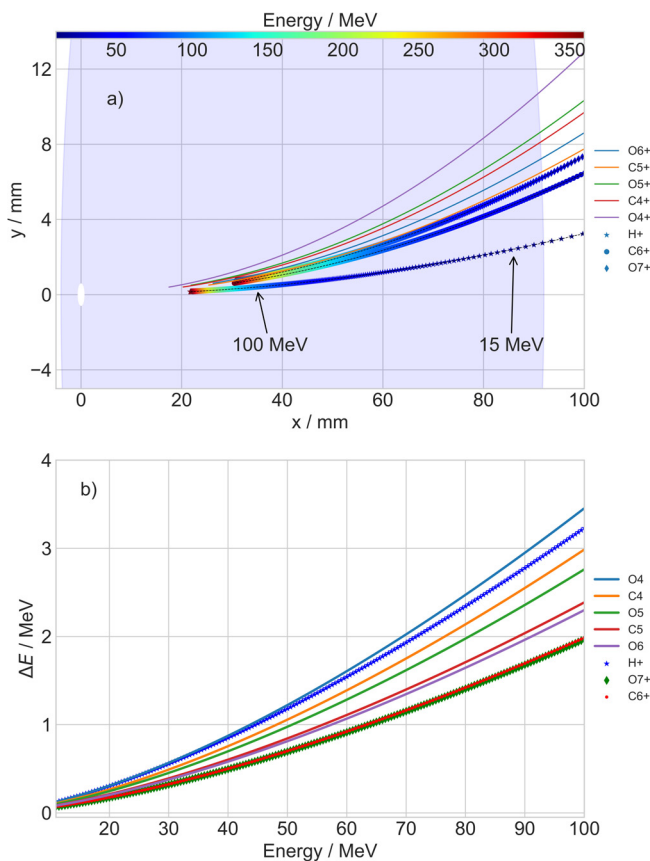 Energy / MeV
50 100 150 200 250 300 350
a)
12
8
4
0
−4
y / mm
100 MeV
15 MeV
0 20 40 60 80 100
x / mm
O6+
C5+
O5+
C4+
O4+
H+
C6+
O7+
b)
4
3
2
1
0
ΔE / MeV
20 30 40 50 60 70 80 90 100
Energy / MeV
O4
C4
O5
C5
O6
H+
O7+
C6+